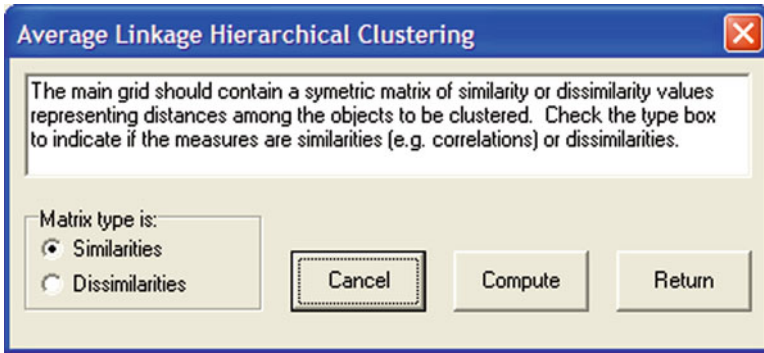 Average Linkage Hierarchical Clustering
The main grid should contain a symetric matrix of similarity or dissimilarity values
representing distances among the objects to be clustered.  Check the type box
to indicate if the measures are similarities (e.g. correlations) or dissimilarities.
Matrix type is:
Similarities
Dissimilarities
Cancel
Compute
Return